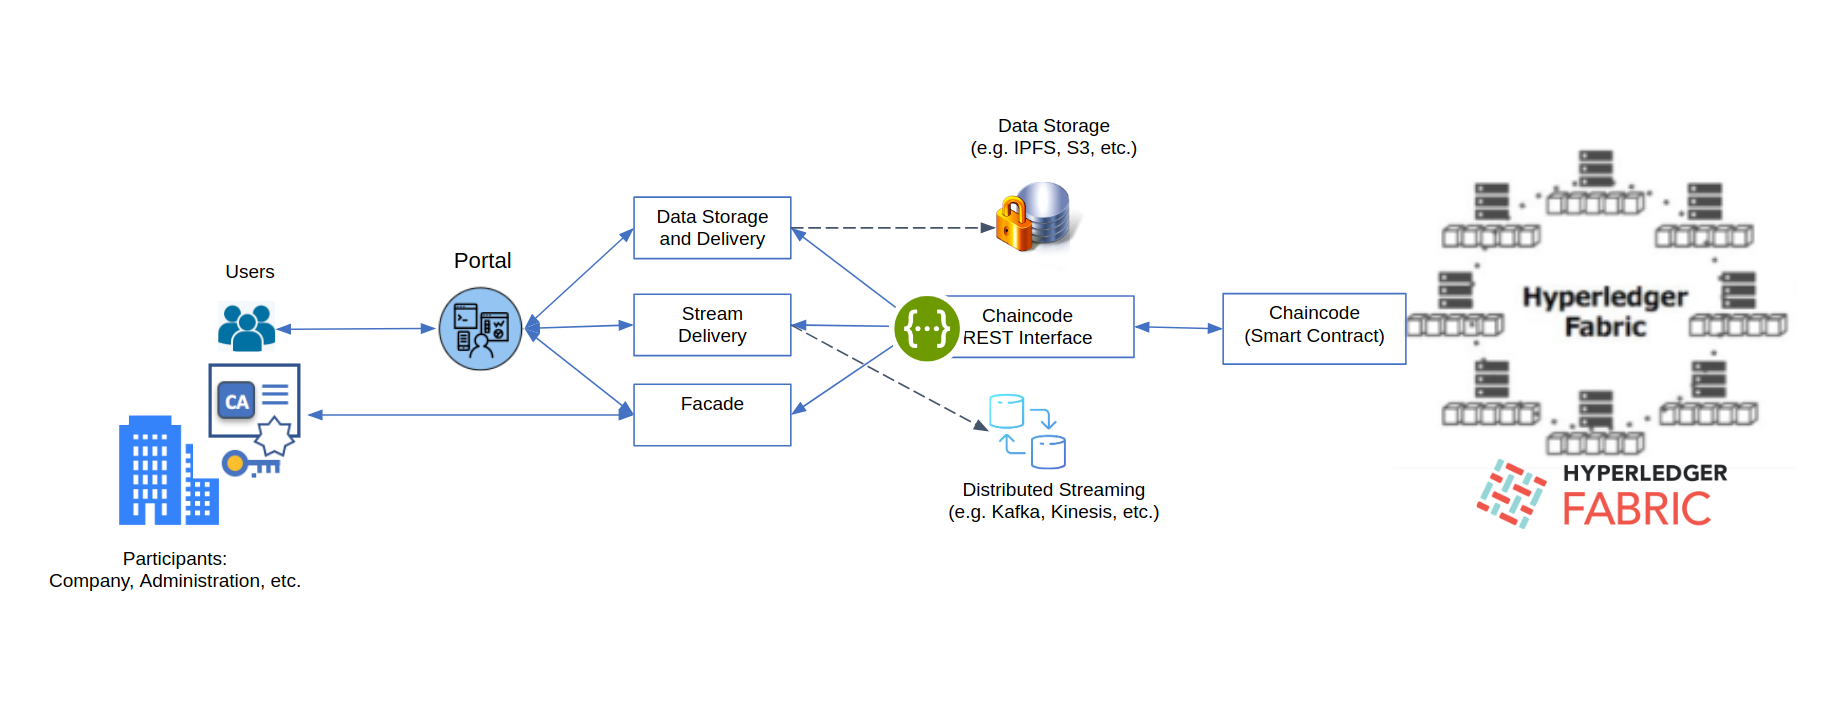 Data Storage
(e.g. IPFS, S3, etc.)
Data Storage
and Delivery
Users
Portal
Stream
Delivery
Chaincode
REST Interface
{...}
Chaincode
(Smart Contract)
Hyperledger
Fabric
CA
Facade
Distributed Streaming
(e.g. Kafka, Kinesis, etc.)
HYPERLEDGER
FABRIC
Participants:
Company, Administration, etc.